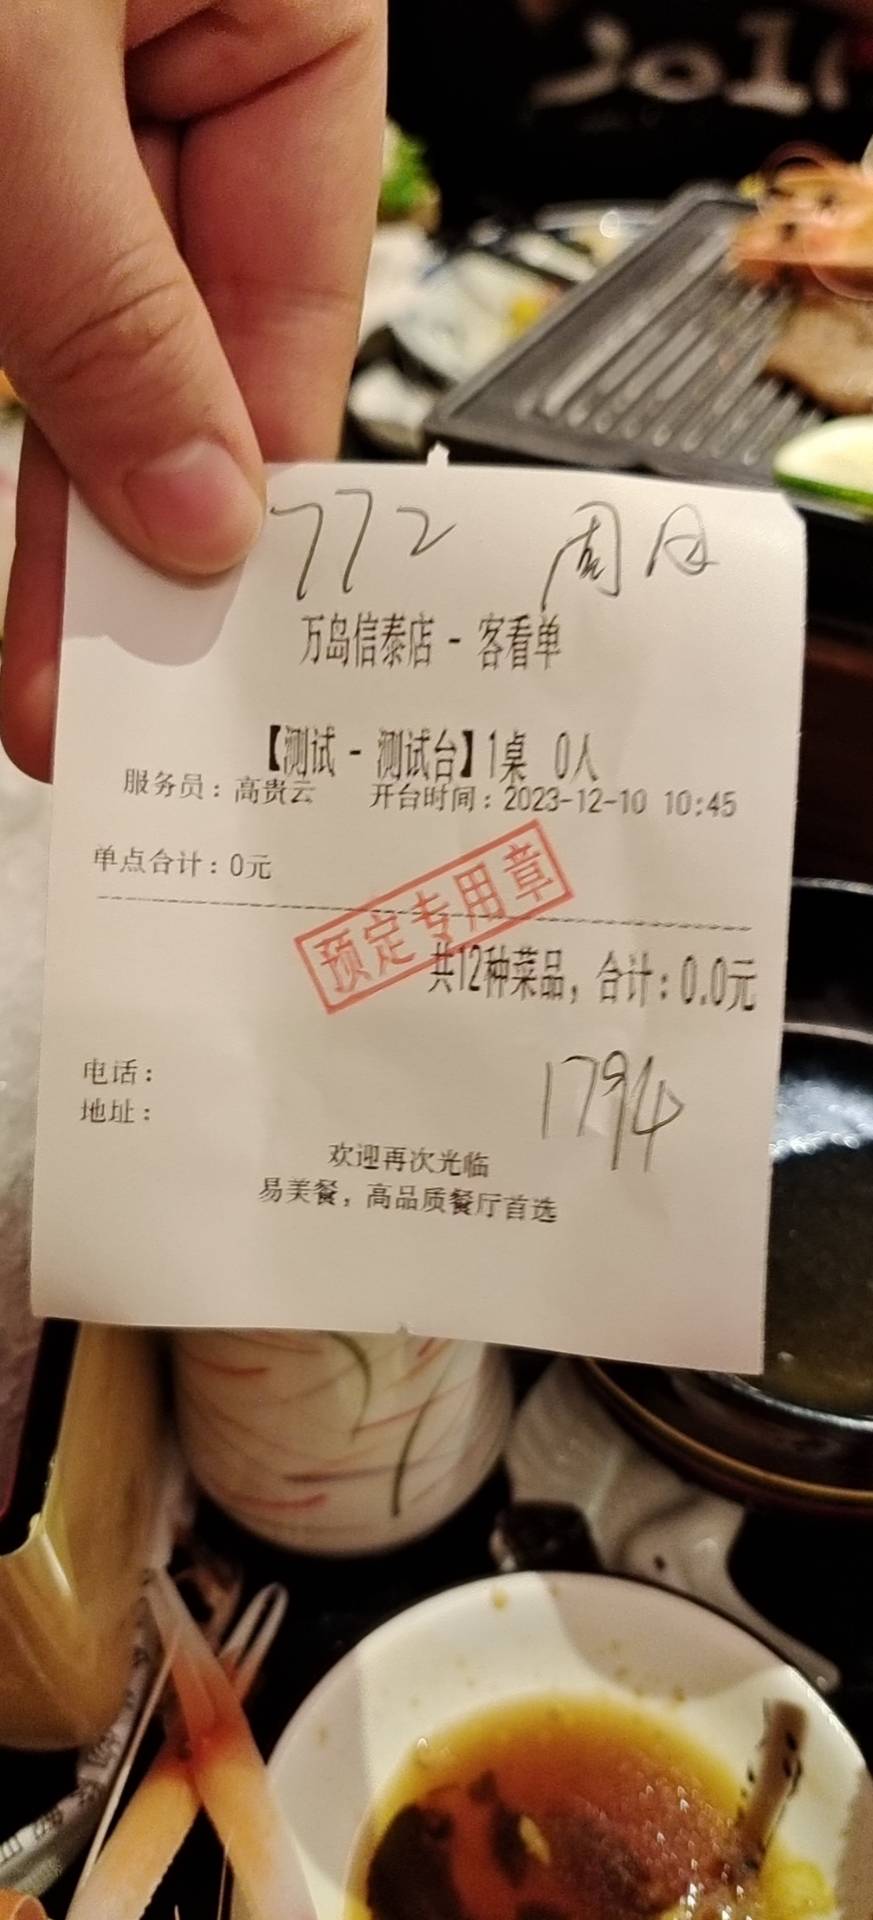 772 周日
万岛信泰店 - 客看单
【测试 - 测试台】1桌 0人
服务员：高贵云 开台时间：2023-12-10 10:45
单点合计：0元
预定专用章
共12种菜品，合计：0.0元
电话：
1794
地址：
欢迎再次光临
易美餐，高品质餐厅首选